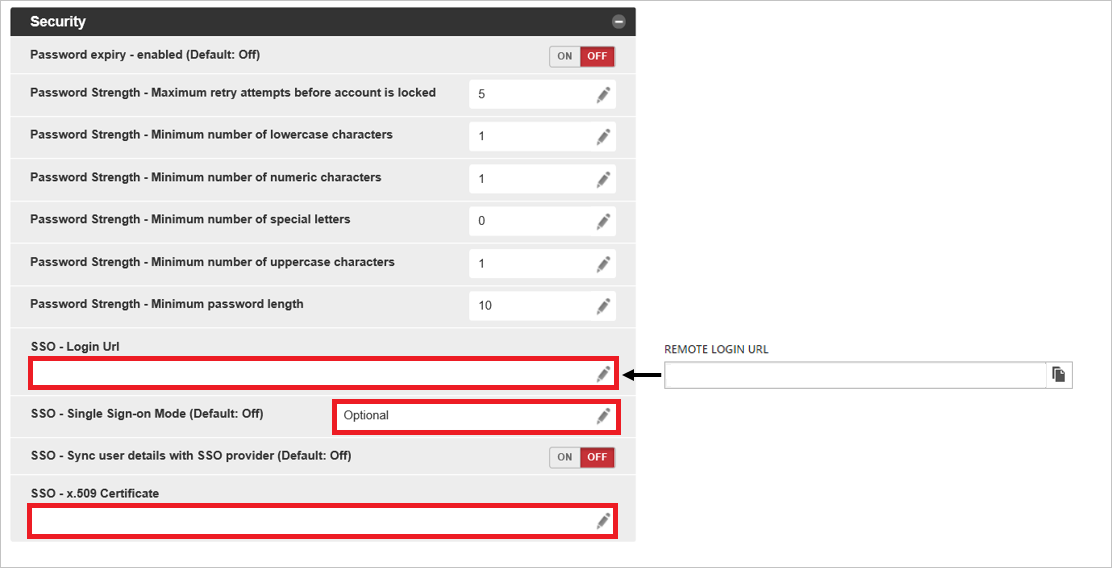 Security
Password expiry - enabled (Default: Off)
ON OFF
Password Strength - Maximum retry attempts before account is locked
5
Password Strength - Minimum number of lowercase characters
1
Password Strength - Minimum number of numeric characters
1
Password Strength - Minimum number of special letters
0
Password Strength - Minimum number of uppercase characters
1
Password Strength - Minimum password length
10
SSO - Login Url
REMOTE LOGIN URL
SSO - Single Sign-on Mode (Default: Off)
Optional
SSO - Sync user details with SSO provider (Default: Off)
ON OFF
SSO - x.509 Certificate